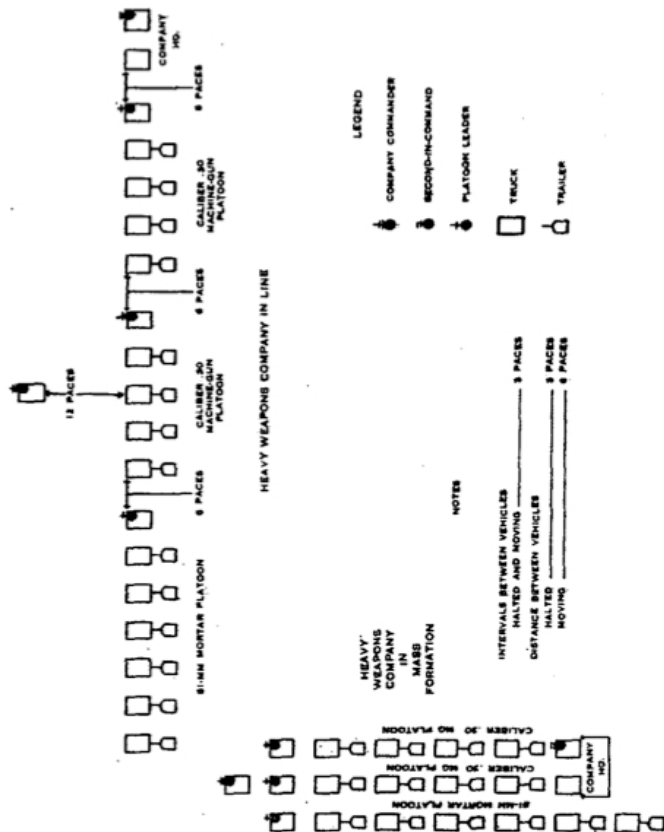 12 PACES
COMPANY
HQ.
6 PACES
CALIBER .30
MACHINE-GUN
PLATOON
6 PACES
CALIBER .30
MACHINE-GUN
PLATOON
6 PACES
81-MM MORTAR PLATOON
HEAVY WEAPONS COMPANY IN LINE
LEGEND
COMPANY COMMANDER
SECOND-IN-COMMAND
PLATOON LEADER
TRUCK
TRAILER
HEAVY
WEAPONS
COMPANY
IN
MASS
FORMATION
NOTES
INTERVALS BETWEEN VEHICLES
HALTED AND MOVING 3 PACES
DISTANCE BETWEEN VEHICLES
HALTED 3 PACES
MOVING 6 PACES
CALIBER .30 MG PLATOON
CALIBER .30 MG PLATOON
81-MM MORTAR PLATOON
COMPANY
HQ.